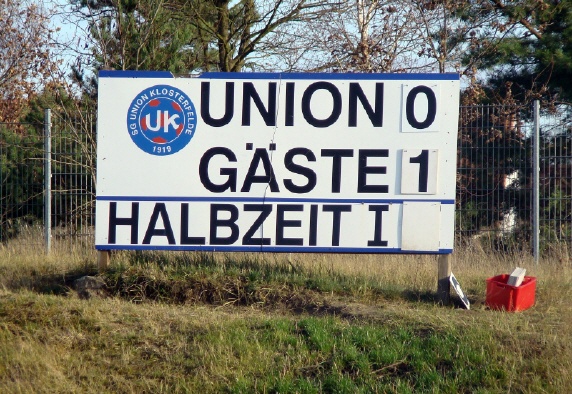 SG UNION KLOSTERFELDE
UK
1919
UNION 0
GÄSTE 1
HALBZEIT I